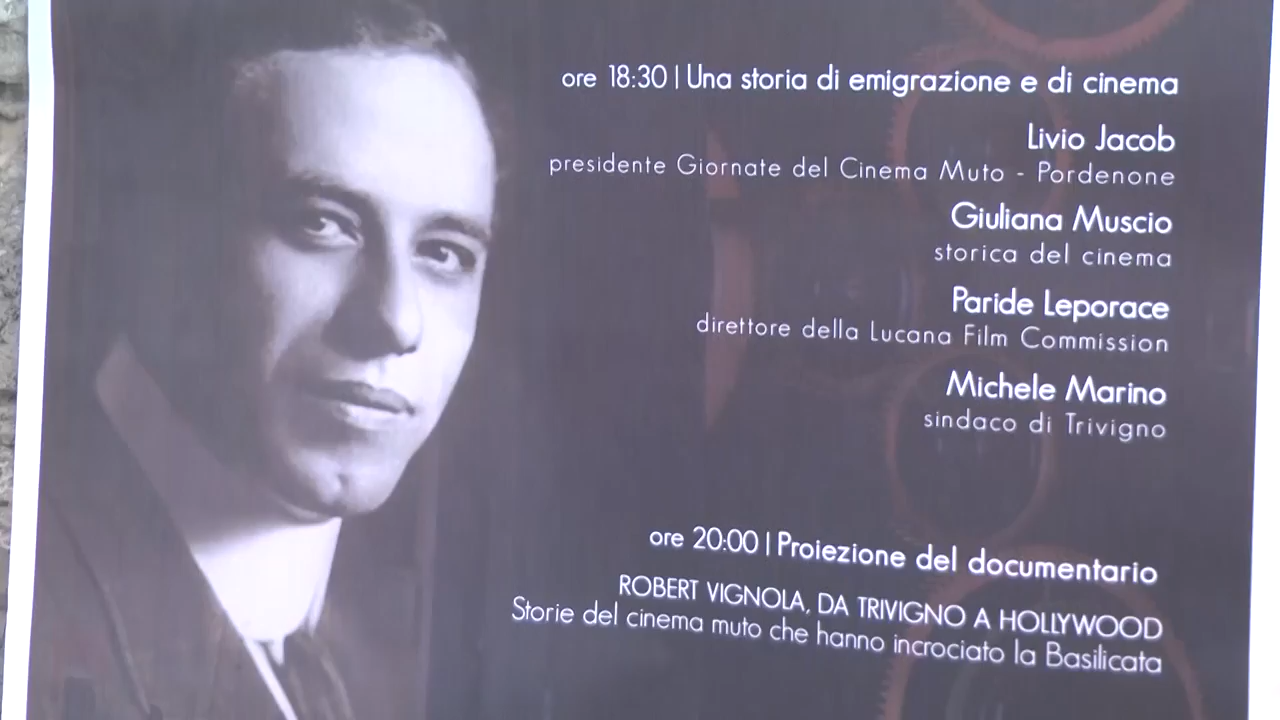 ore 18:30 | Una storia di emigrazione e di cinema
Livio Jacob
presidente Giornate del Cinema Muto - Pordenone
Giuliana Muscio
storica del cinema
Paride Leporace
direttore della Lucana Film Commission
Michele Marino
sindaco di Trivigno
ore 20:00 | Proiezione del documentario
ROBERT VIGNOLA, DA TRIVIGNO A HOLLYWOOD
Storie del cinema muto che hanno incrociato la Basilicata